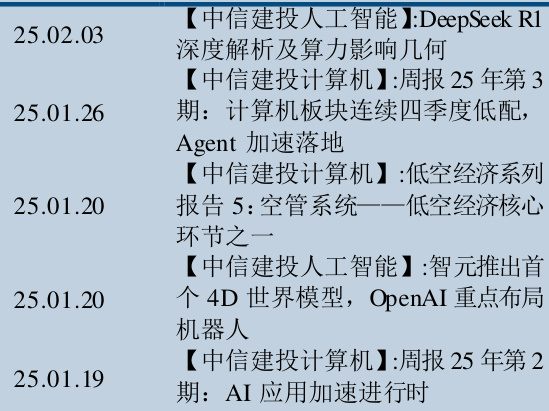 25.02.03
【中信建投人工智能】:DeepSeek R1
深度解析及算力影响几何
25.01.26
【中信建投计算机】:周报 25 年第 3
期：计算机板块连续四季度低配，
Agent 加速落地
25.01.20
【中信建投计算机】:低空经济系列
报告 5：空管系统——低空经济核心
环节之一
25.01.20
【中信建投人工智能】:智元推出首
个 4D 世界模型，OpenAI 重点布局
机器人
25.01.19
【中信建投计算机】:周报 25 年第 2
期：AI 应用加速进行时